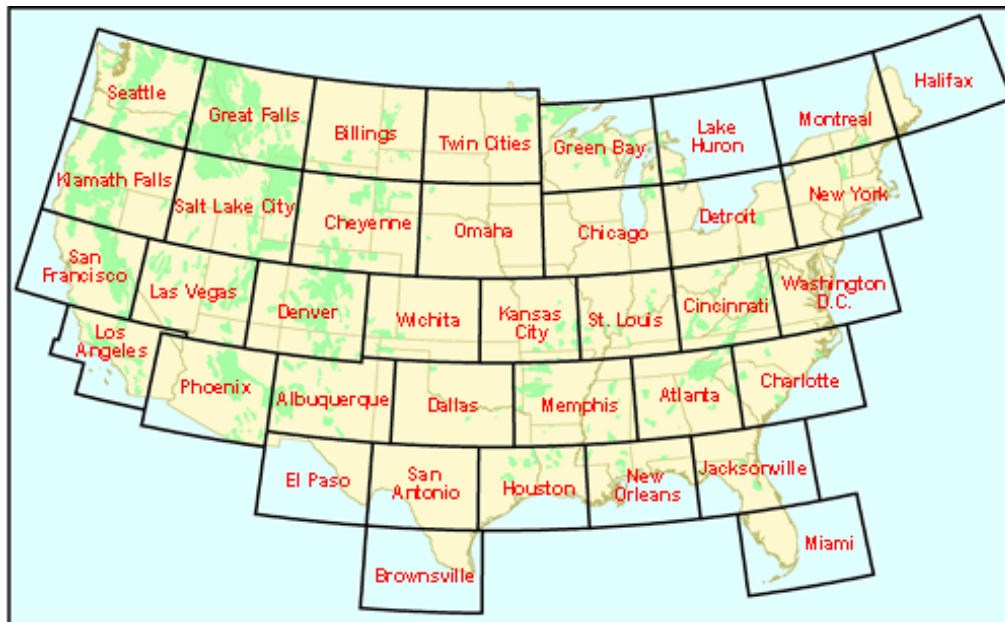 Seattle
Great Falls
Billings
Twin Cities
Green Bay
Lake
Huron
Montreal
Halifax
Klamath Falls
Salt Lake City
Cheyenne
Omaha
Chicago
Detroit
New York
San
Francisco
Las Vegas
Denver
Wichita
Kansas
City
St. Louis
Cincinnati
Washington
D.C.
Los
Angeles
Phoenix
Albuquerque
Dallas
Memphis
Atlanta
Charlotte
El Paso
San
Antonio
Houston
New
Orleans
Jacksonville
Brownsville
Miami